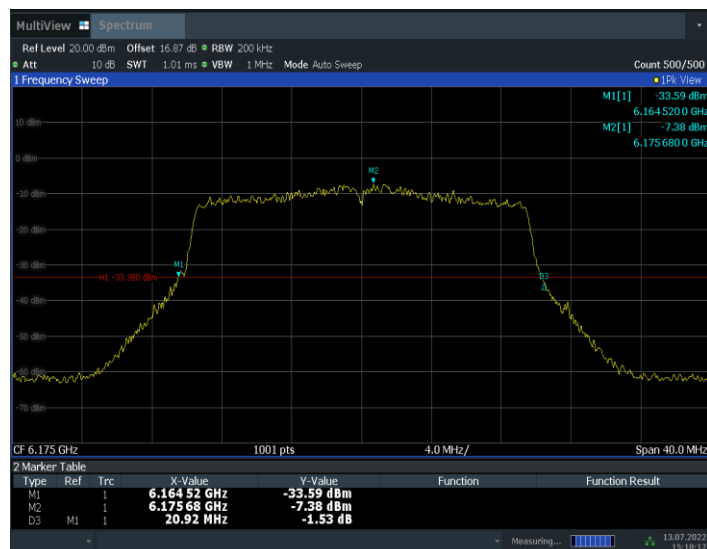 MultiView Spectrum
Ref Level 20.00 dBm Offset 16.87 dB RBW 200 kHz
Att 10 dB SWT 1.01 ms VBW 1 MHz Mode Auto Sweep Count 500/500
1 Frequency Sweep 1Pk View
M1[1] -33.59 dBm
6.1645200 GHz
M2[1] -7.38 dBm
6.1756800 GHz
10 dBm
0 dBm
M2
-10 dBm
-20 dBm
-30 dBm
M1
H1 -33.380 dBm
D3
-40 dBm
-50 dBm
-60 dBm
-70 dBm
CF 6.175 GHz 1001 pts 4.0 MHz/ Span 40.0 MHz
2 Marker Table
Type Ref Trc X-Value Y-Value Function Function Result
M1 1 6.164 52 GHz -33.59 dBm
M2 1 6.175 68 GHz -7.38 dBm
D3 M1 1 20.92 MHz -1.53 dB
Measuring... 13.07.2022
15:18:17